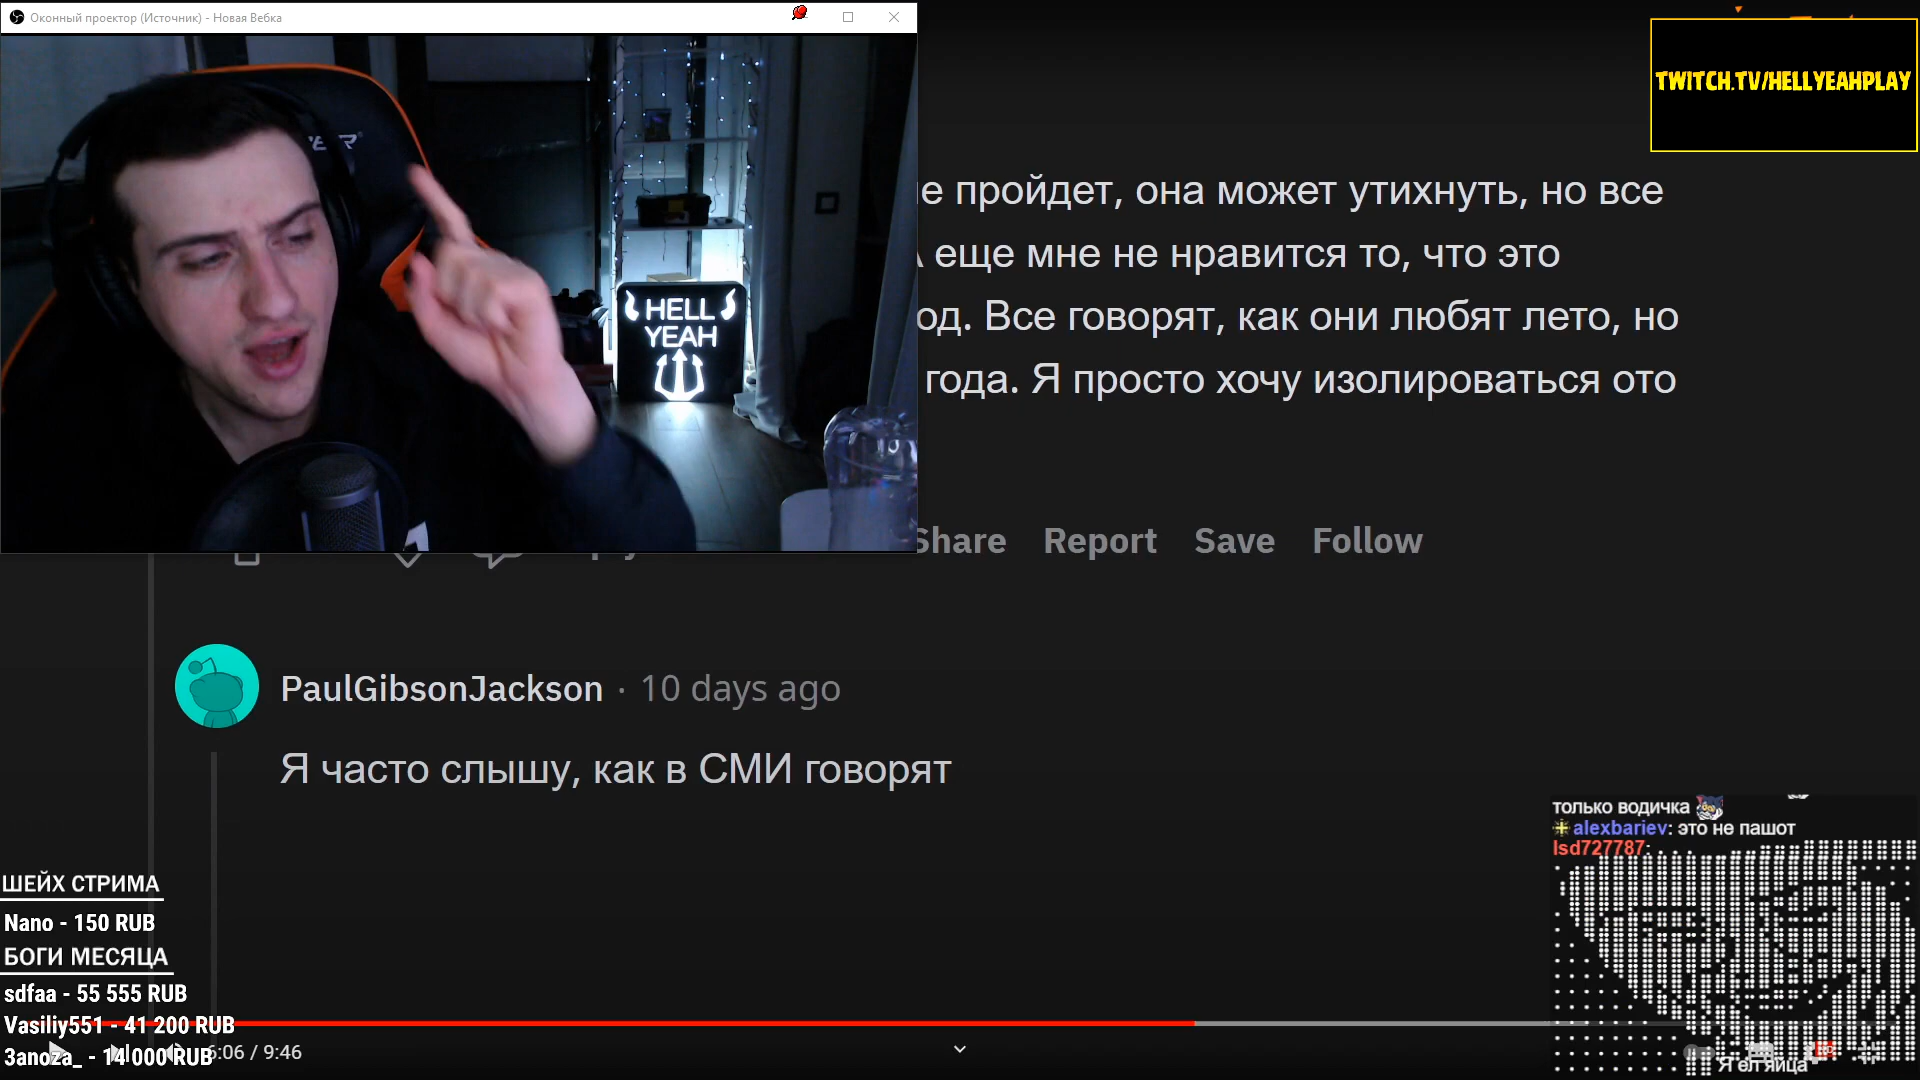 Оконный проектор (Источник) - Новая Вебка
TWITCH.TV/HELLYEAHPLAY
е пройдет, она может утихнуть, но все
А еще мне не нравится то, что это
од. Все говорят, как они любят лето, но
года. Я просто хочу изолироваться ото
HELL
YEAH
Share Report Save Follow
PaulGibsonJackson · 10 days ago
Я часто слышу, как в СМИ говорят
только водичка
alexbariev: это не пашот
lsd727787:
Я ел яйца
ШЕЙХ СТРИМА
Nano - 150 RUB
БОГИ МЕСЯЦА
sdfaa - 55 555 RUB
Vasiliy551 - 41 200 RUB
3anoza_ - 14 000 RUB
6:06 / 9:46
HD